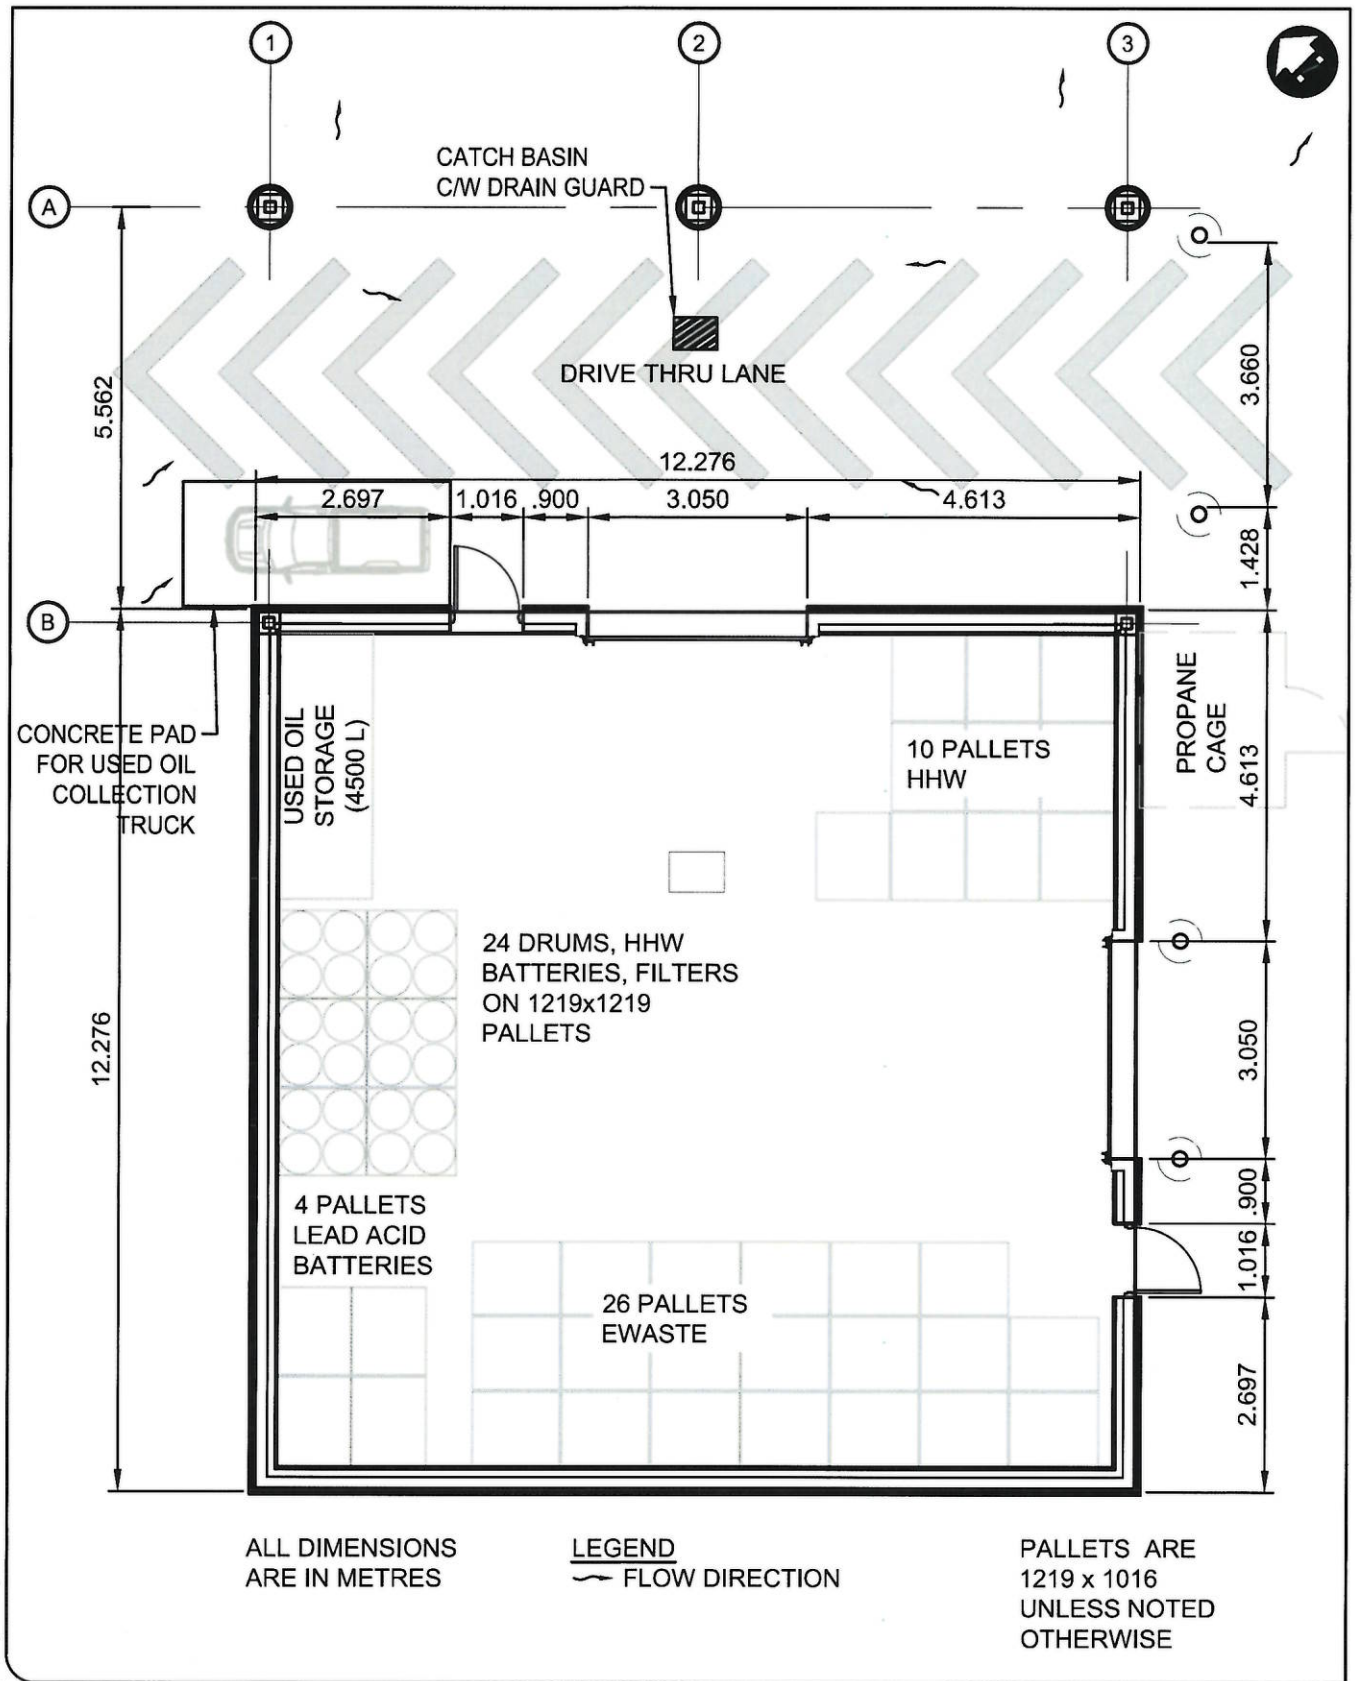 1
2
3
CATCH BASIN
C/W DRAIN GUARD
A
DRIVE THRU LANE
5.562
3.660
12.276
2.697
1.016
.900
3.050
4.613
1.428
B
CONCRETE PAD
FOR USED OIL
COLLECTION
TRUCK
USED OIL
STORAGE
(4500 L)
10 PALLETS
HHW
PROPANE
CAGE
4.613
24 DRUMS, HHW
BATTERIES, FILTERS
ON 1219x1219
PALLETS
12.276
3.050
.900
4 PALLETS
LEAD ACID
BATTERIES
1.016
26 PALLETS
EWASTE
2.697
ALL DIMENSIONS
ARE IN METRES
LEGEND
FLOW DIRECTION
PALLETS ARE
1219 x 1016
UNLESS NOTED
OTHERWISE